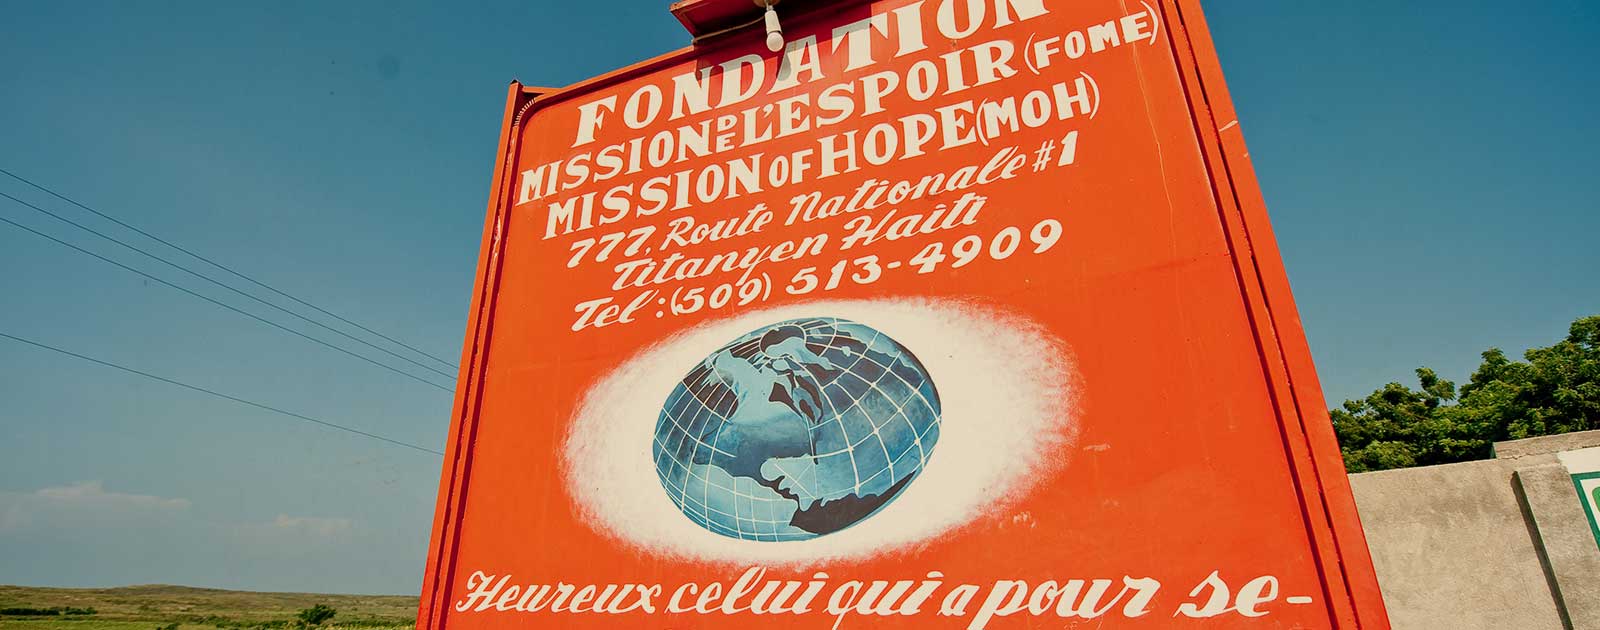 FONDATION
MISSION DE L'ESPOIR (FOME)
MISSION OF HOPE (MOH)
777, Route Nationale #1
Titanyen Haiti
Tel: (509) 513-4909
Heureux celui qui a pour se-